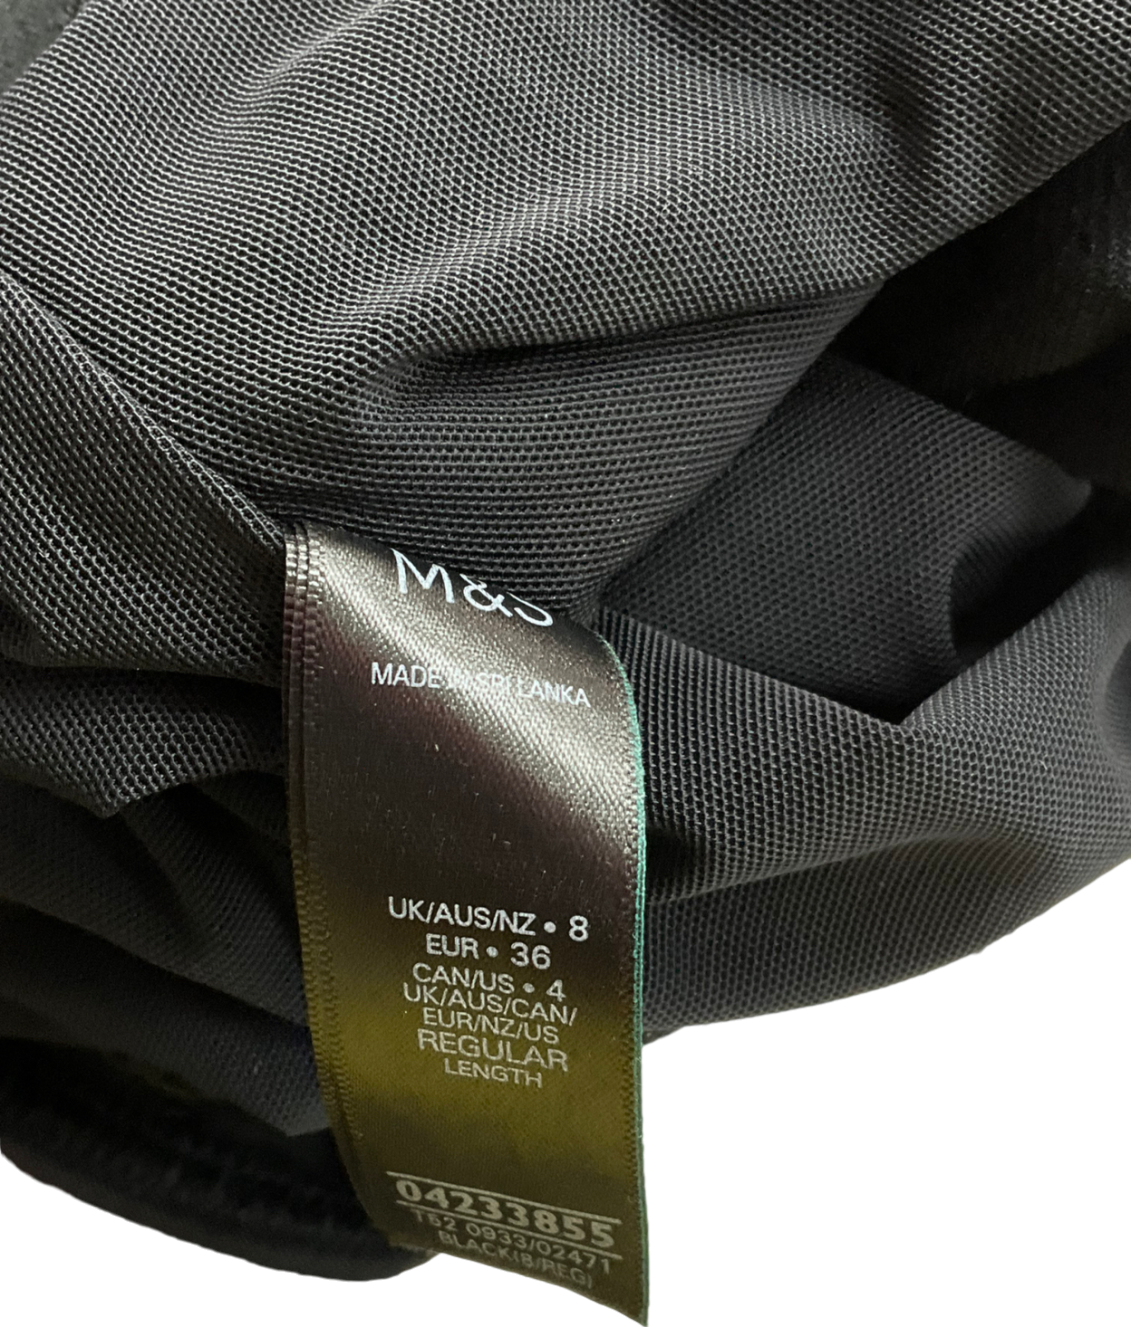 M&S
MADE IN SRI LANKA
UK/AUS/NZ • 8
EUR • 36
CAN/US • 4
UK/AUS/CAN/
EUR/NZ/US
REGULAR
LENGTH
04233855
T52 0933/02471
BLACK(8/REG)